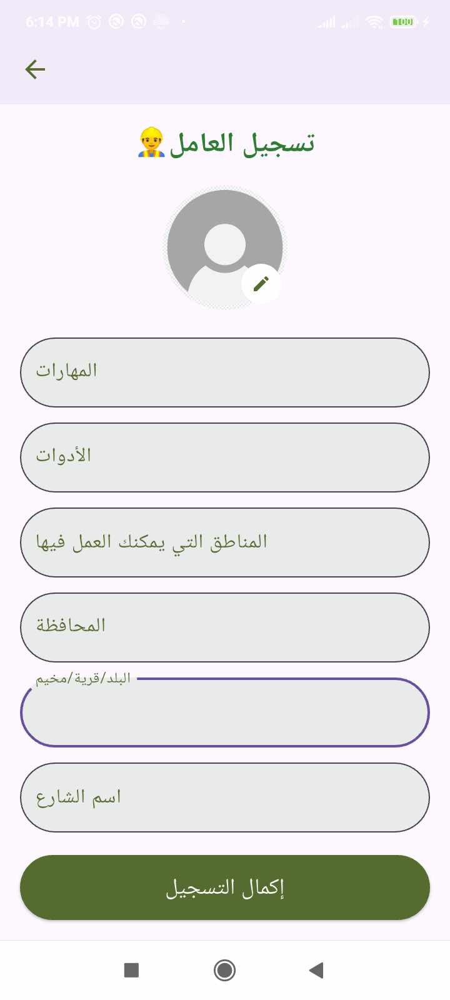 6:14 PM
100
تسجيل العامل👷
المهارات
الأدوات
المناطق التي يمكنك العمل فيها
المحافظة
البلد/قرية/مخيم
اسم الشارع
إكمال التسجيل